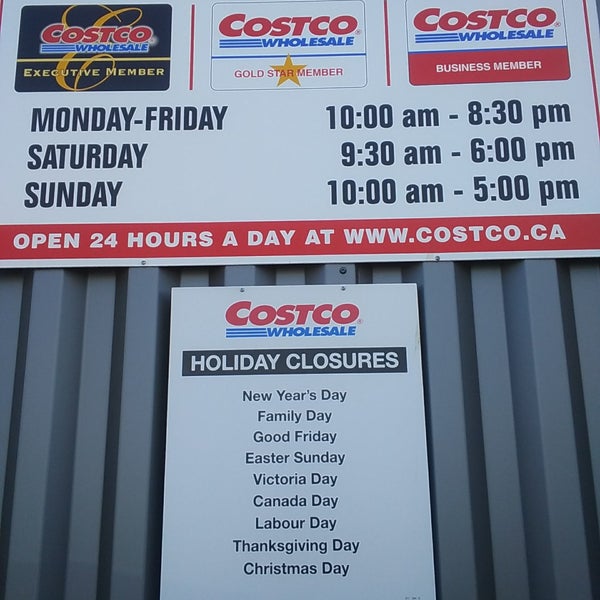 COSTCO WHOLESALE
EXECUTIVE MEMBER
COSTCO WHOLESALE
GOLD STAR MEMBER
COSTCO WHOLESALE
BUSINESS MEMBER
MONDAY-FRIDAY 10:00 am - 8:30 pm
SATURDAY 9:30 am - 6:00 pm
SUNDAY 10:00 am - 5:00 pm
OPEN 24 HOURS A DAY AT WWW.COSTCO.CA
COSTCO
WHOLESALE
HOLIDAY CLOSURES
New Year's Day
Family Day
Good Friday
Easter Sunday
Victoria Day
Canada Day
Labour Day
Thanksgiving Day
Christmas Day